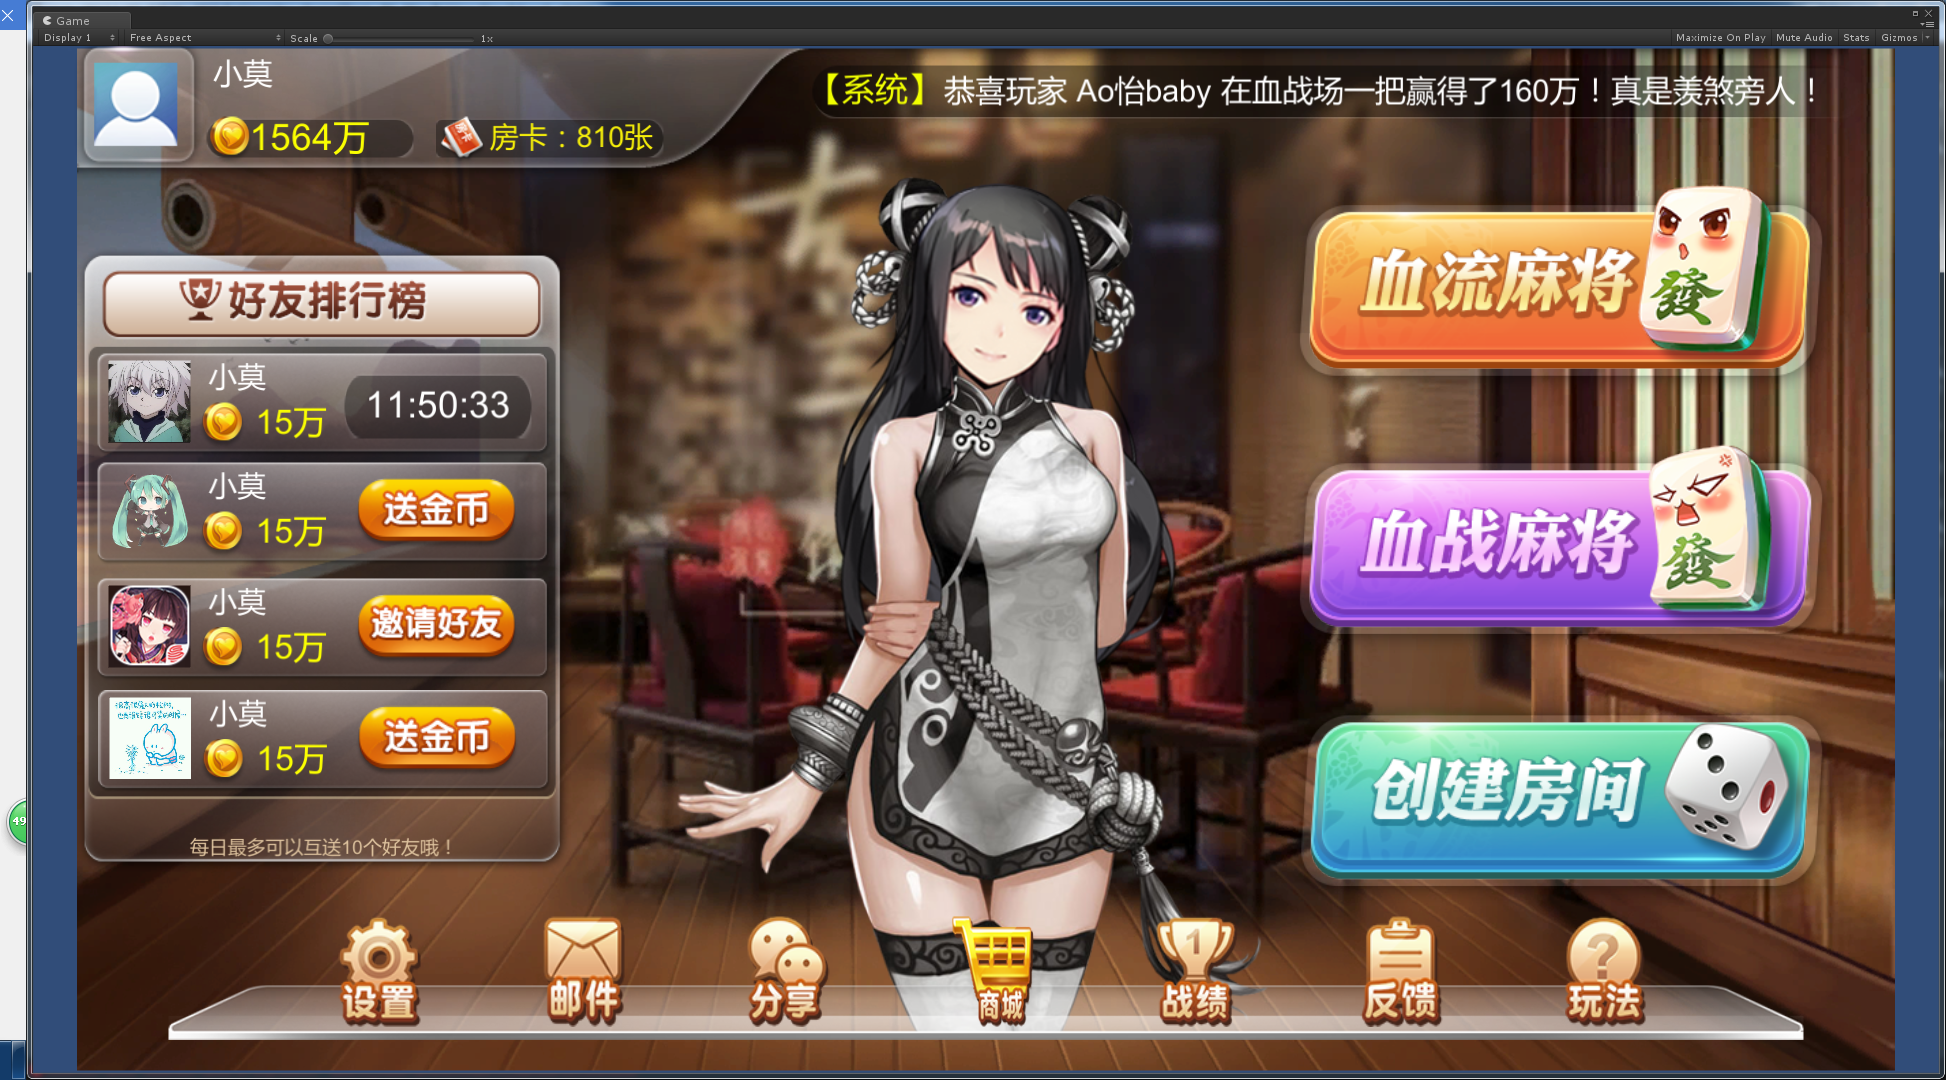 Game
Display 1
Free Aspect
Scale
1x
Maximize On Play
Mute Audio
Stats
Gizmos
小莫
1564万
房卡：810张
【系统】恭喜玩家 Ao怡baby 在血战场一把赢得了160万！真是羡煞旁人！
好友排行榜
小莫
15万
11:50:33
小莫
15万
送金币
小莫
15万
邀请好友
小莫
15万
送金币
每日最多可以互送10个好友哦！
血流麻将
發
血战麻将
發
创建房间
49
设置
邮件
分享
商城
1
战绩
反馈
?
玩法